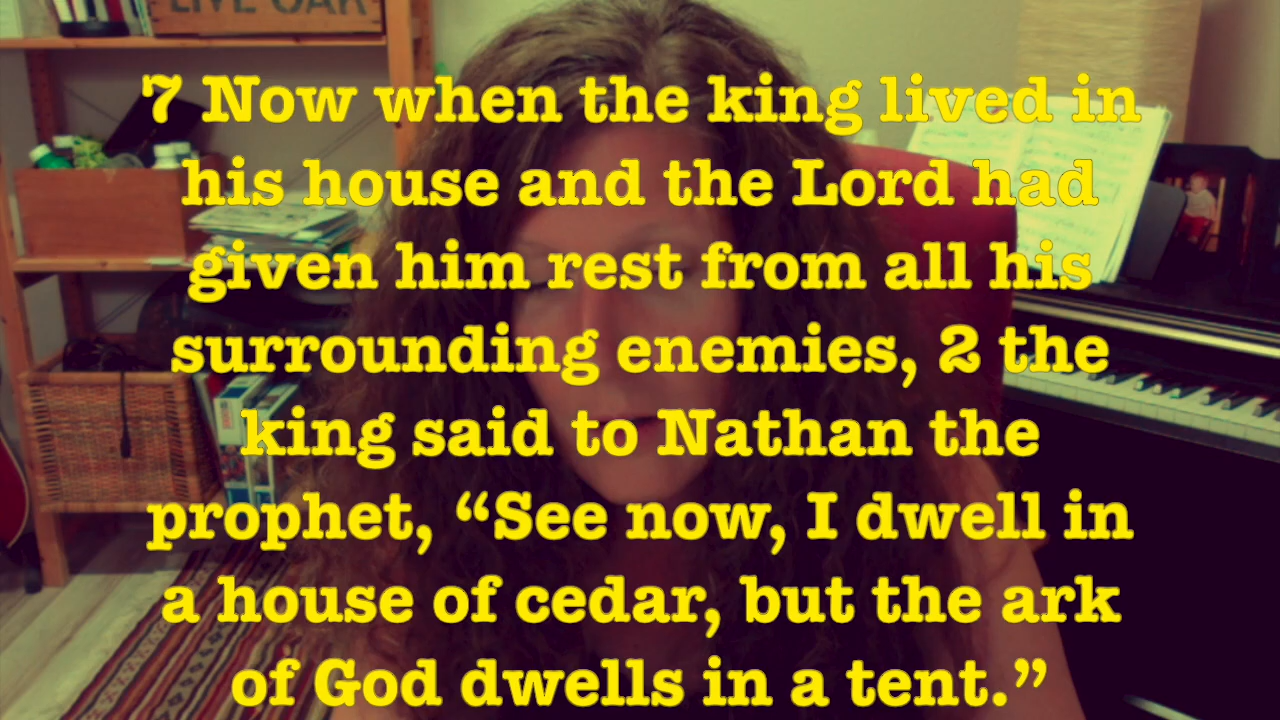 LIVE OAK
7 Now when the king lived in
his house and the Lord had
given him rest from all his
surrounding enemies, 2 the
king said to Nathan the
prophet, “See now, I dwell in
a house of cedar, but the ark
of God dwells in a tent.”